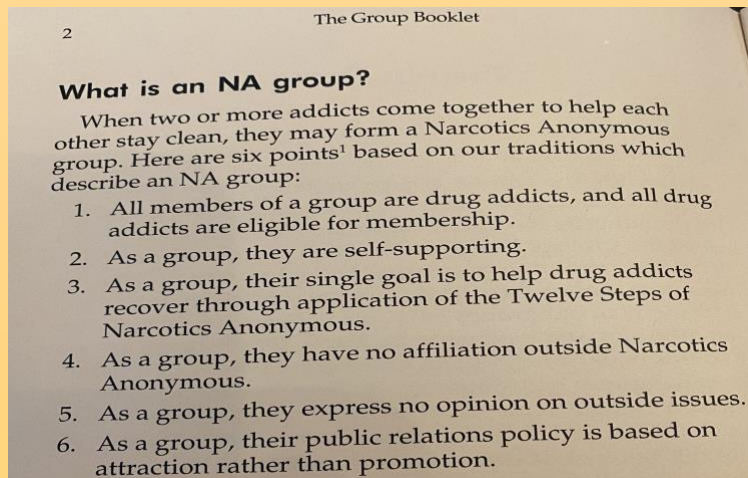 2
The Group Booklet
What is an NA group?
When two or more addicts come together to help each
other stay clean, they may form a Narcotics Anonymous
group. Here are six points¹ based on our traditions which
describe an NA group:
1. All members of a group are drug addicts, and all drug
addicts are eligible for membership.
2. As a group, they are self-supporting.
3. As a group, their single goal is to help drug addicts
recover through application of the Twelve Steps of
Narcotics Anonymous.
4. As a group, they have no affiliation outside Narcotics
Anonymous.
5. As a group, they express no opinion on outside issues.
6. As a group, their public relations policy is based on
attraction rather than promotion.